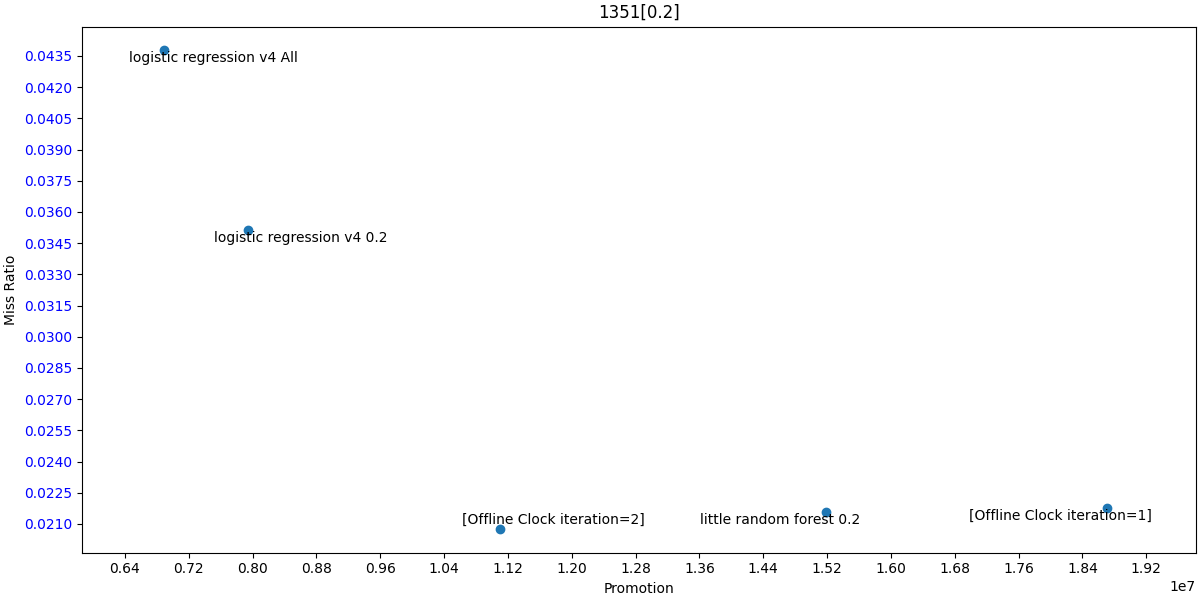 1351[0.2]
0.0435
0.0420
0.0405
0.0390
0.0375
0.0360
0.0345
0.0330
0.0315
0.0300
0.0285
0.0270
0.0255
0.0240
0.0225
0.0210
Miss Ratio
logistic regression v4 All
logistic regression v4 0.2
[Offline Clock iteration=2]
little random forest 0.2
[Offline Clock iteration=1]
0.64 0.72 0.80 0.88 0.96 1.04 1.12 1.20 1.28 1.36 1.44 1.52 1.60 1.68 1.76 1.84 1.92
Promotion
1e7